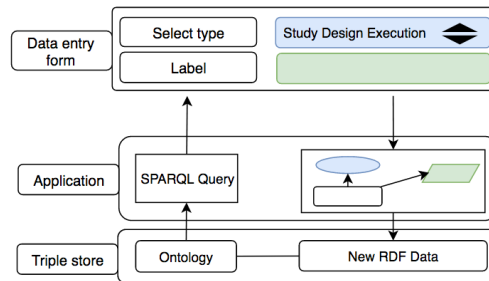 Data entry
form
Select type
Study Design Execution
Label
Application
SPARQL Query
Triple store
Ontology
New RDF Data